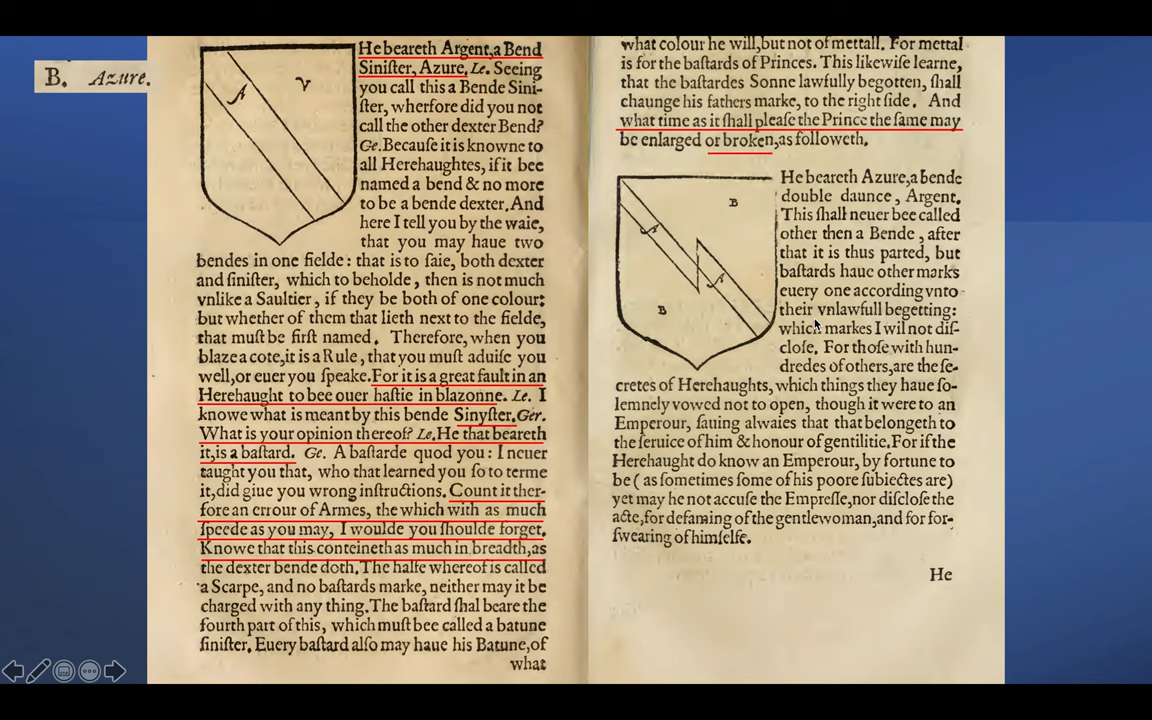 B. Azure.
A
V
He beareth Argent,a Bend
Siniſter, Azure. Le. Seeing
you call this a Bende Sini-
ſter, wherfore did you not
call the other dexter Bend?
Ge.Becauſe it is knowne to
all Herehaughtes, if it bee
named a bend & no more
to be a bende dexter.And
here I tell you by the waie,
that you may haue two
bendes in one fielde : that is to ſaie, both dexter
and ſiniſter, which to beholde , then is not much
vnlike a Saultier , if they be both of one colour:
but whether of them that lieth next to the fielde,
that muſt be firſt named. Therefore, when you
blaze a cote,it is a Rule , that you muſt aduiſe you
well,or euer you ſpeake.For it is a great fault in an
Herehaught to bee ouer haſtie in blazonne. Le. I
knowe what is meant by this bende Sinyſter.Ger.
What is your opinion thereof? Le.He that beareth
it,is a baſtard. Ge. A baſtarde quod you : I neuer
taught you that, who that learned you ſo to terme
it,did giue you wrong inſtructions. Count it ther-
fore an errour of Armes, the which with as much
ſpeede as you may, I woulde you ſhoulde forget.
Knowe that this conteineth as much in breadth,as
the dexter bende doth.The halfe whereof is called
a Scarpe, and no baſtards marke, neither may it be
charged with any thing.The baſtard ſhal beare the
fourth part of this, which muſt bee called a batune
ſiniſter. Euery baſtard alſo may haue his Batune,of
what
what colour he will,but not of mettall. For mettal
is for the baſtards of Princes. This likewiſe learne,
that the baſtardes Sonne lawfully begotten, ſhall
chaunge his fathers marke, to the right ſide. And
what time as it ſhall pleaſe the Prince the ſame may
be enlarged or broken,as followeth.
B
A
A
B
He beareth Azure,a bende
double daunce , Argent.
This ſhall neuer bee called
other then a Bende , after
that it is thus parted, but
baſtards haue other marks
euery one according vnto
their vnlawfull begetting:
which markes I wil not diſ-
cloſe. For thoſe with hun-
dredes of others,are the ſe-
cretes of Herehaughts, which things they haue ſo-
lemnely vowed not to open, though it were to an
Emperour, ſauing alwaies that that belongeth to
the ſeruice of him & honour of gentilitie.For if the
Herehaught do know an Emperour, by fortune to
be ( as ſometimes ſome of his poore ſubiectes are)
yet may he not accuſe the Empreſſe,nor diſcloſe the
acte,for defaming of the gentlewoman,and for for-
ſwearing of himſelfe.
He